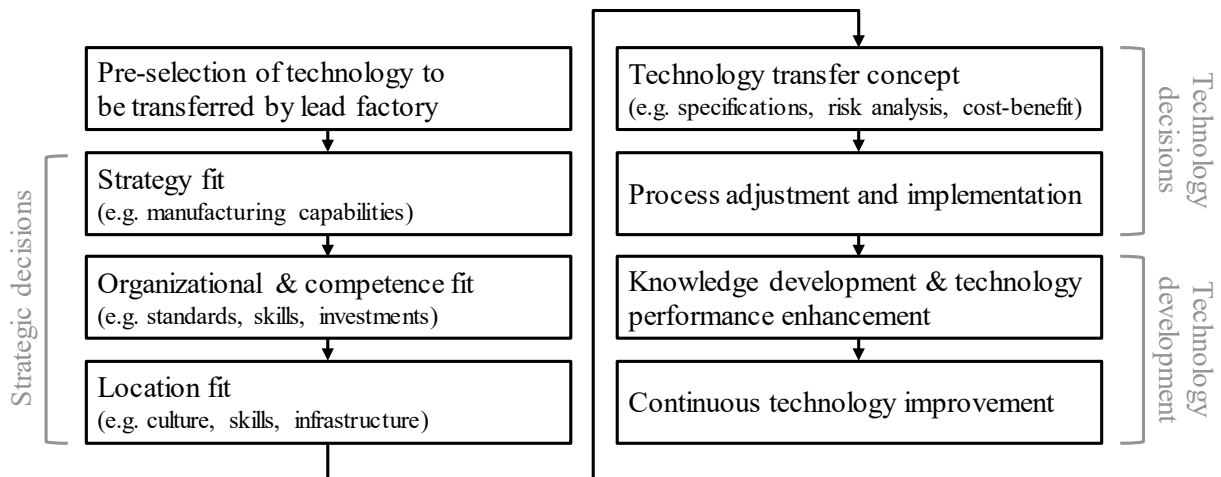 Pre-selection of technology to
be transferred by lead factory
Strategic decisions
Strategy fit
(e.g. manufacturing capabilities)
Organizational & competence fit
(e.g. standards, skills, investments)
Location fit
(e.g. culture, skills, infrastructure)
Technology transfer concept
(e.g. specifications, risk analysis, cost-benefit)
Process adjustment and implementation
Technology
decisions
Knowledge development & technology
performance enhancement
Continuous technology improvement
Technology
development